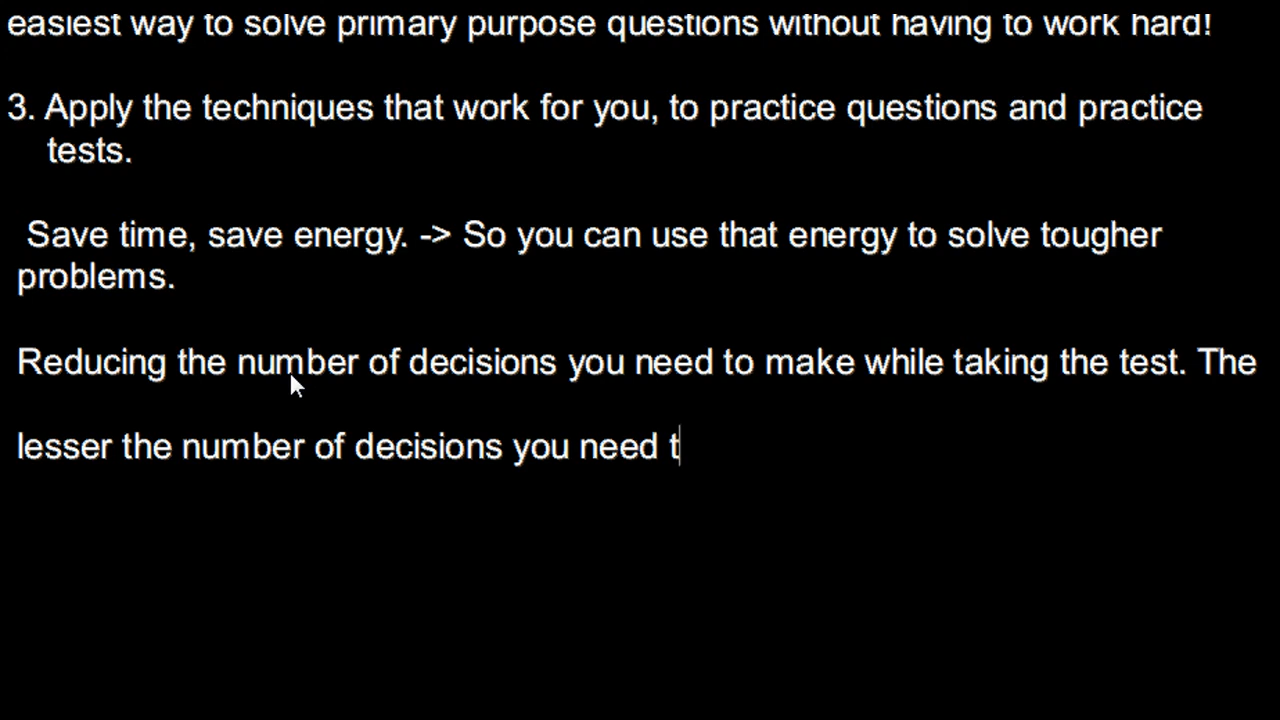 easiest way to solve primary purpose questions without having to work hard!
3. Apply the techniques that work for you, to practice questions and practice
tests.
Save time, save energy. -> So you can use that energy to solve tougher
problems.
Reducing the number of decisions you need to make while taking the test. The
lesser the number of decisions you need t